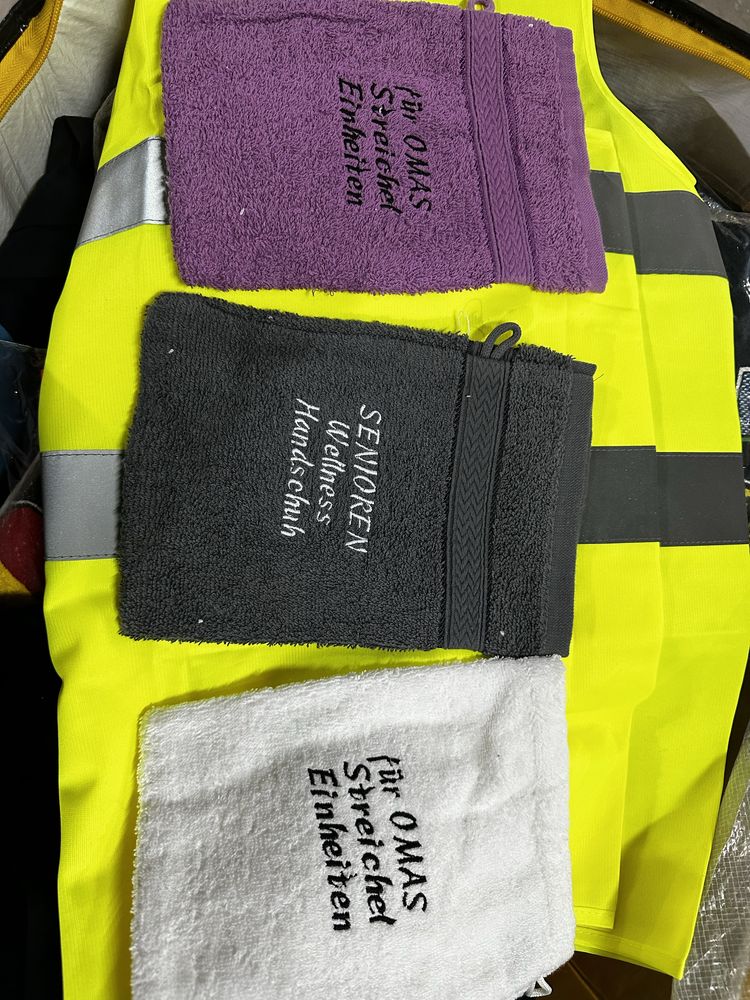 für OMAS
Streichel
Einheiten
SENIOREN
Wellness
Handschuh
für OMAS
Streichel
Einheiten